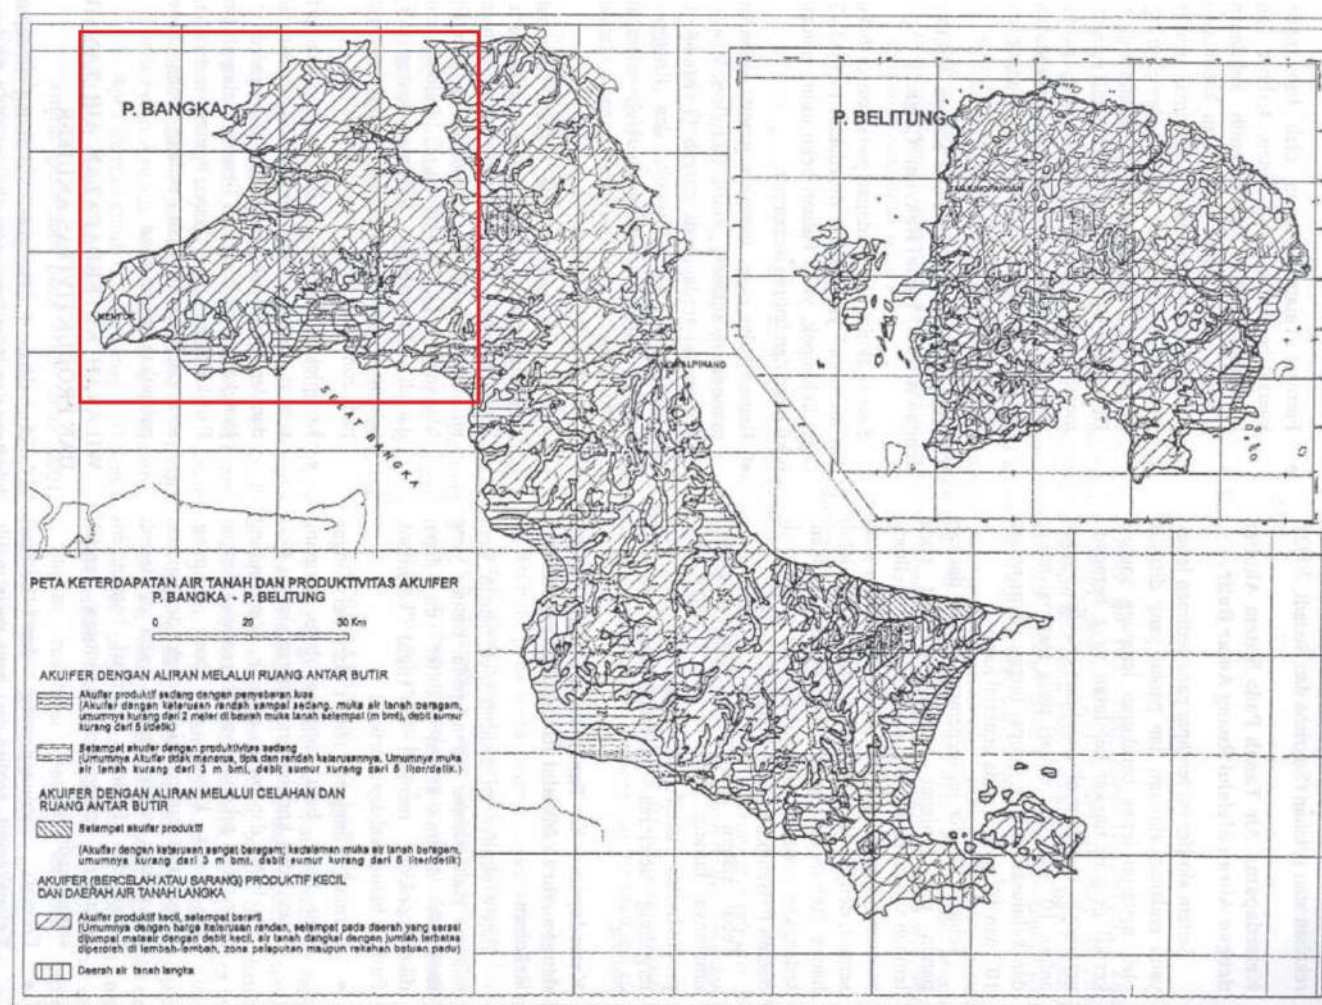 P. BANGKA
P. BELITUNG
TANJUNGPANDAN
MENTOK
SELAT BANGKA
PETA KETERDAPATAN AIR TANAH DAN PRODUKTIVITAS AKUIFER
P. BANGKA - P. BELITUNG
0 20 30 Km
AKUIFER DENGAN ALIRAN MELALUI RUANG ANTAR BUTIR
Akuifer produktif sedang dengan penyebaran luas
(Akuifer dengan keterusan rendah sampai sedang, muka air tanah beragam,
umumnya kurang dari 2 meter di bawah muka tanah setempat (m bmt), debit sumur
kurang dari 5 l/detik)
Setempat akuifer dengan produktivitas sedang
(Umumnya Akuifer tidak menerus, tipis dan rendah keterusannya. Umumnya muka
air tanah kurang dari 3 m bmt, debit sumur kurang dari 5 liter/detik.)
AKUIFER DENGAN ALIRAN MELALUI CELAHAN DAN
RUANG ANTAR BUTIR
Setempat akuifer produktif
(Akuifer dengan keterusan sangat beragam; kedalaman muka air tanah beragam,
umumnya kurang dari 3 m bmt, debit sumur kurang dari 5 liter/detik)
AKUIFER (BERCELAH ATAU SARANG) PRODUKTIF KECIL
DAN DAERAH AIR TANAH LANGKA
Akuifer produktif kecil, setempat berarti
(Umumnya dengan harga keterusan rendah, setempat pada daerah yang serasi
dijumpai mataair dengan debit kecil, air tanah dangkal dengan jumlah terbatas
diperoleh di lembah-lembah, zona pelapukan maupun rekahan batuan padu)
Daerah air tanah langka